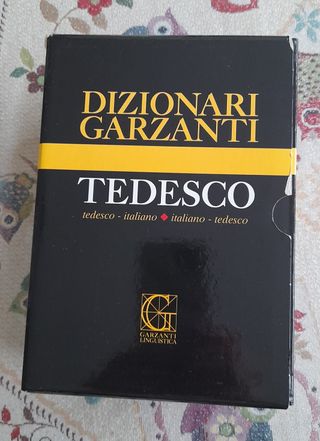 DIZIONARI
GARZANTI
TEDESCO
tedesco - italiano ◆ italiano - tedesco
GARZANTI
LINGUISTICA